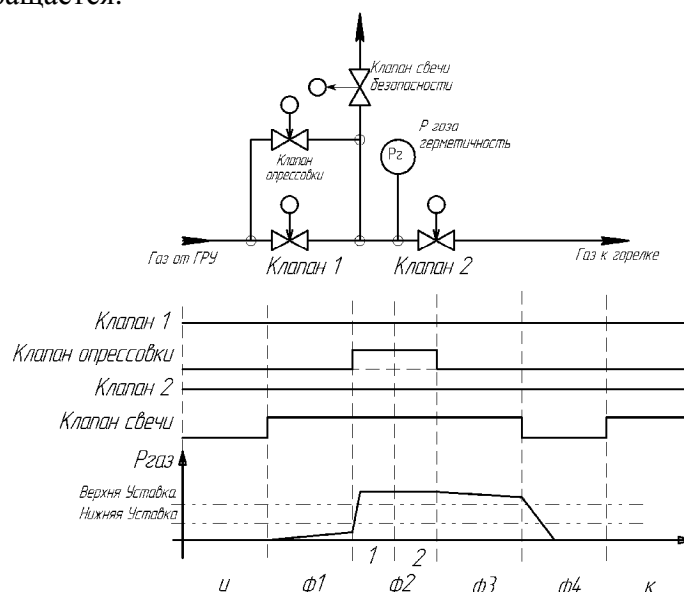 ращается.
Клапан свечи
безопасности
Р газа
герметичность
Рг
Клапан
опрессовки
Газ от ГРУ
Клапан 1
Клапан 2
Газ к горелке
Клапан 1
Клапан опрессовки
Клапан 2
Клапан свечи
Ргаз
Верхня Уставка
Нижняя Уставка
1 2
и ф1 ф2 ф3 ф4 к